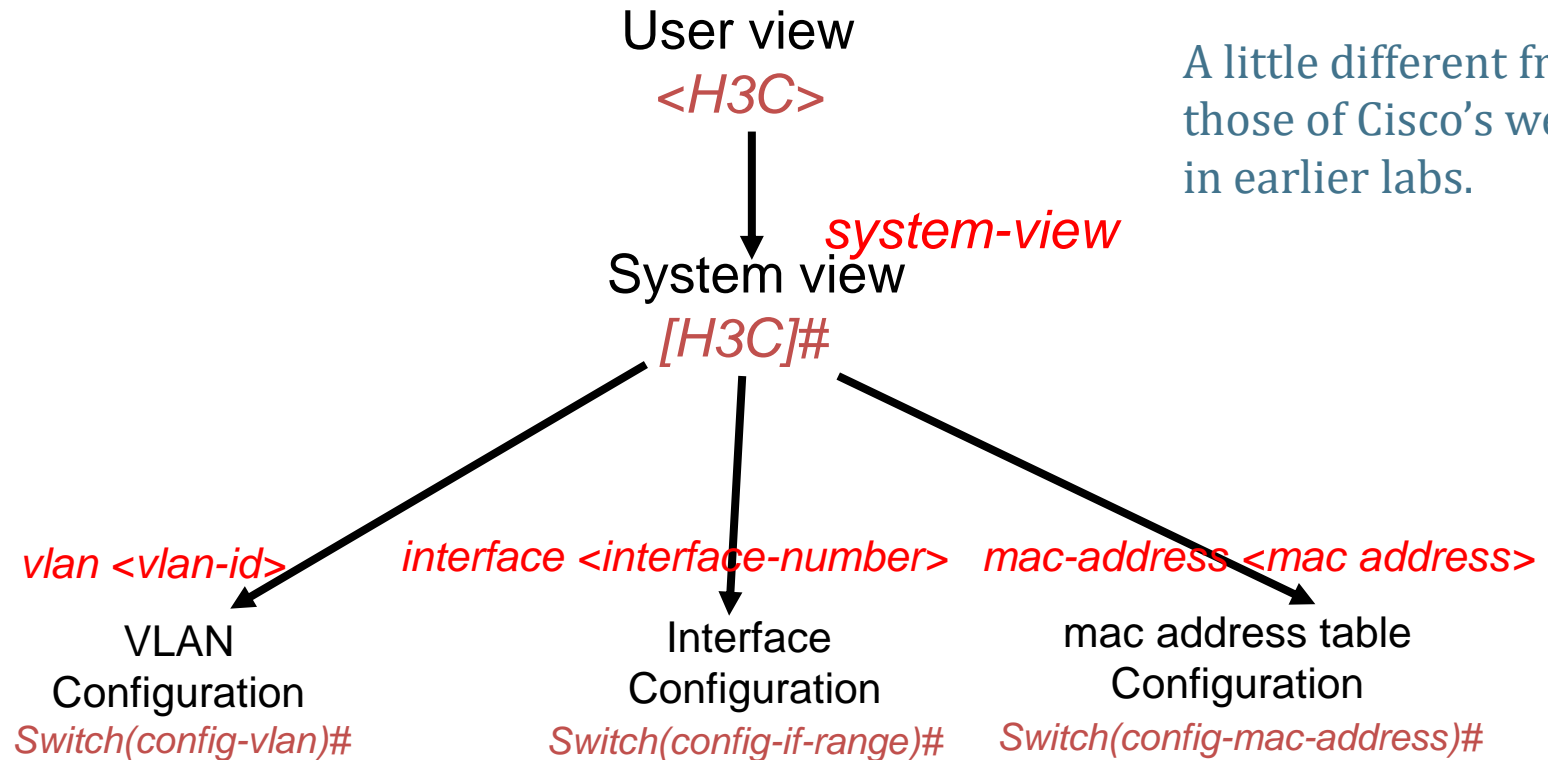 User view
<H3C>
A little different
those of Cisco’s
in earlier labs.
system-view
System view
[H3C]#
vlan <vlan-id>
interface <interface-number>
mac-address <mac address>
VLAN
Configuration
Switch(config-vlan)#
Interface
Configuration
Switch(config-if-range)#
mac address table
Configuration
Switch(config-mac-address)#